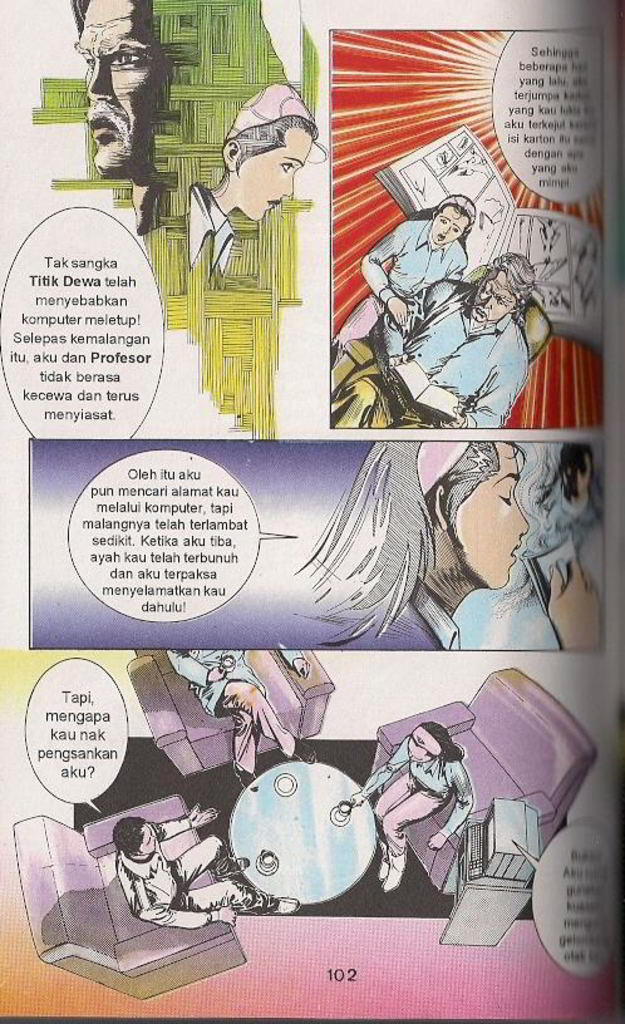 Tak sangka
Titik Dewa telah
menyebabkan
komputer meletup!
Selepas kemalangan
itu, aku dan Profesor
tidak berasa
kecewa dan terus
menyiasat.
Sehingga
beberapa
yang lalu, aku
terjumpa
yang kau
aku terkejut
isi karton
dengan apa
yang aku
mimpi.
Oleh itu aku
pun mencari alamat kau
melalui komputer, tapi
malangnya telah terlambat
sedikit. Ketika aku tiba,
ayah kau telah terbunuh
dan aku terpaksa
menyelamatkan kau
dahulu!
Tapi,
mengapa
kau nak
pengsankan
aku?
102